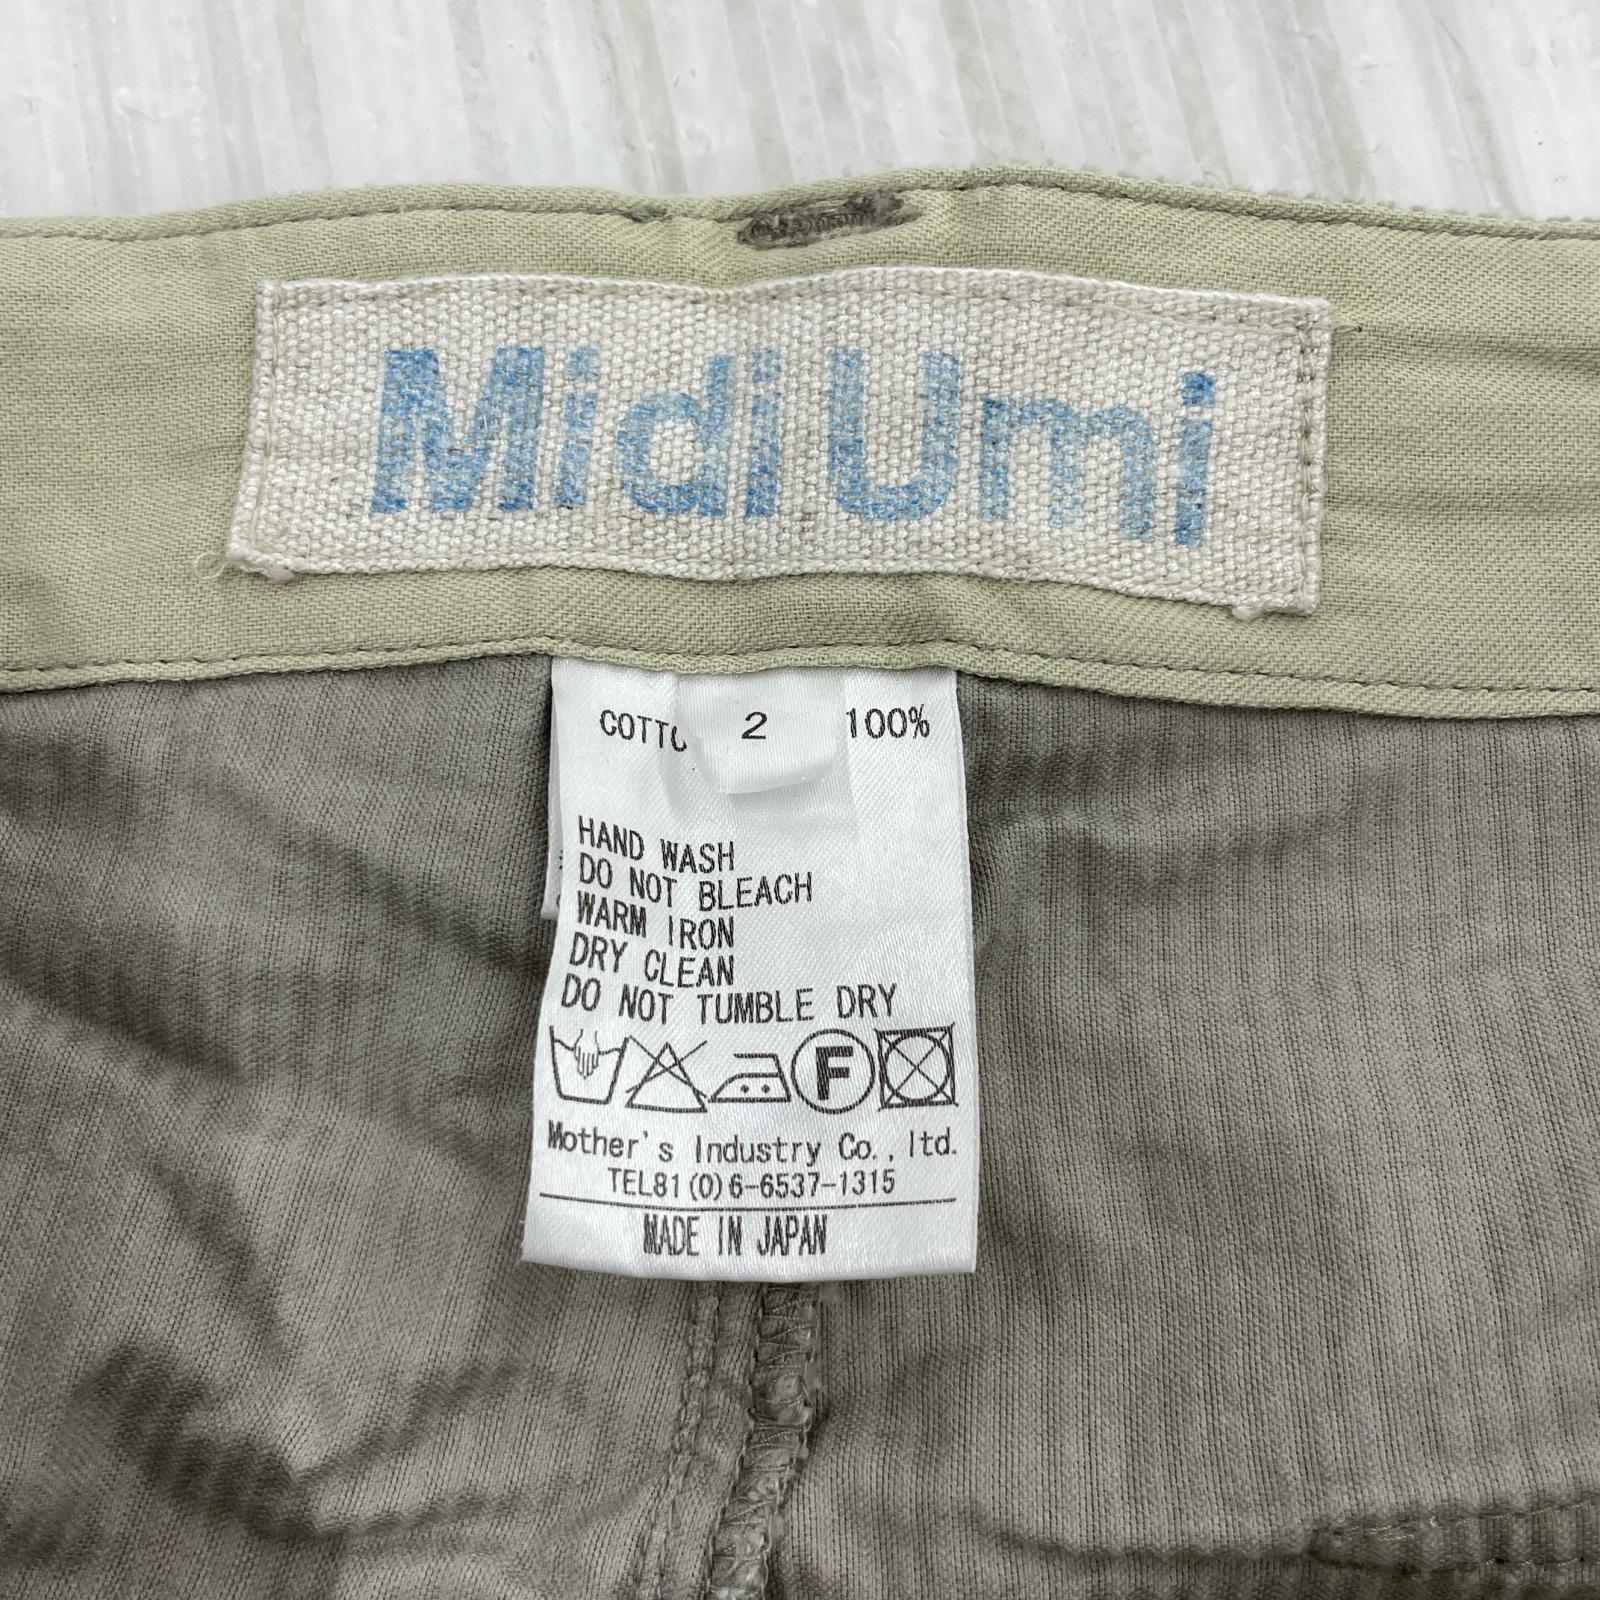 Midi Umi
2
100%
HAND WASH
DO NOT BLEACH
WARM IRON
DRY CLEAN
DO NOT TUMBLE DRY
F
Mother's Industry Co., ltd.
TEL81(0)6-6537-1315
MADE IN JAPAN